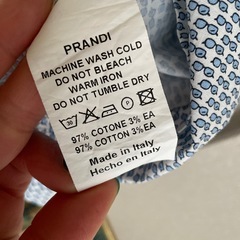 PRANDI
MACHINE WASH COLD
DO NOT BLEACH
WARM IRON
DO NOT TUMBLE DRY
30
97% COTONE 3% EA
97% COTTON 3% EA
Made in Italy
Hecho en Italy